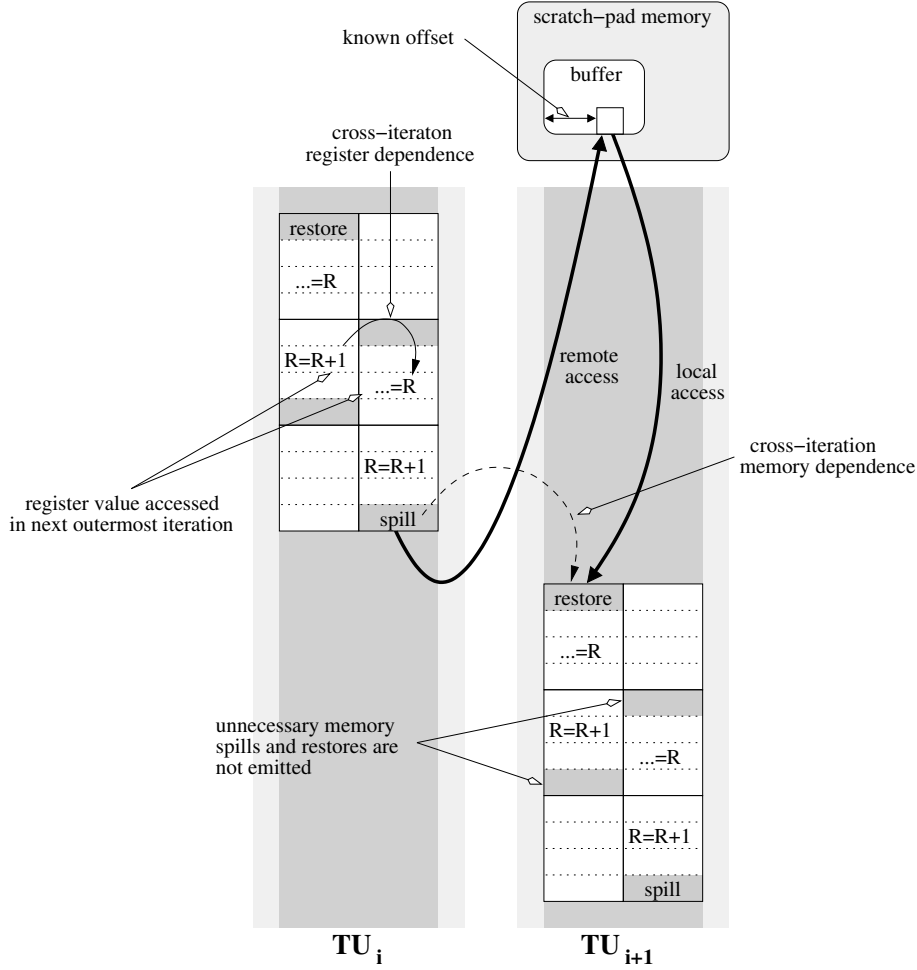 scratch−pad memory
known offset
buffer
cross−iteraton
register dependence
restore
...=R
R=R+1
...=R
remote
access
local
access
R=R+1
cross−iteration
memory dependence
register value accessed
in next outermost iteration
spill
restore
...=R
unnecessary memory
spills and restores are
not emitted
R=R+1
...=R
R=R+1
spill
TU i
TU i+1